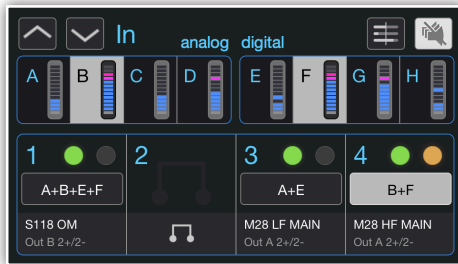 In
analog digital
A B C D E F G H
1 2 3 4
A+B+E+F A+E B+F
S118 OM M28 LF MAIN M28 HF MAIN
Out B 2+/2- Out A 2+/2- Out A 2+/2-